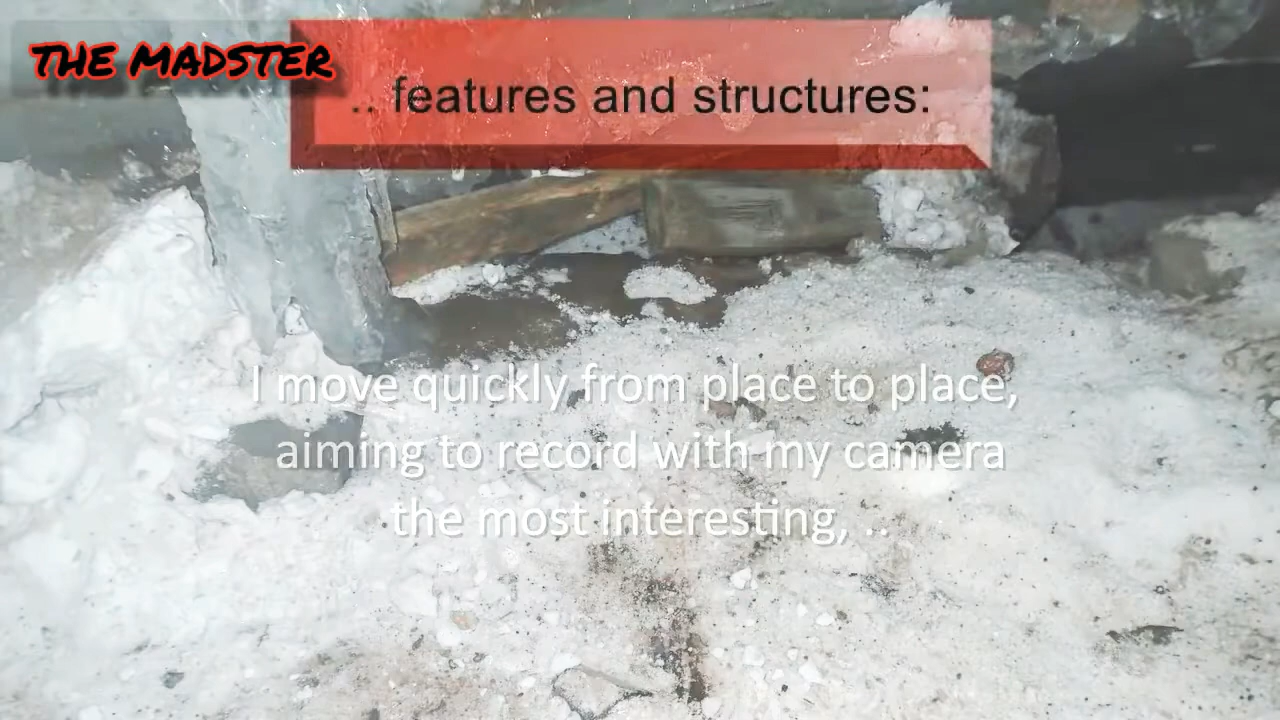 THE MADSTER
.. features and structures:
I move quickly from place to place,
aiming to record with my camera
the most interesting, ..